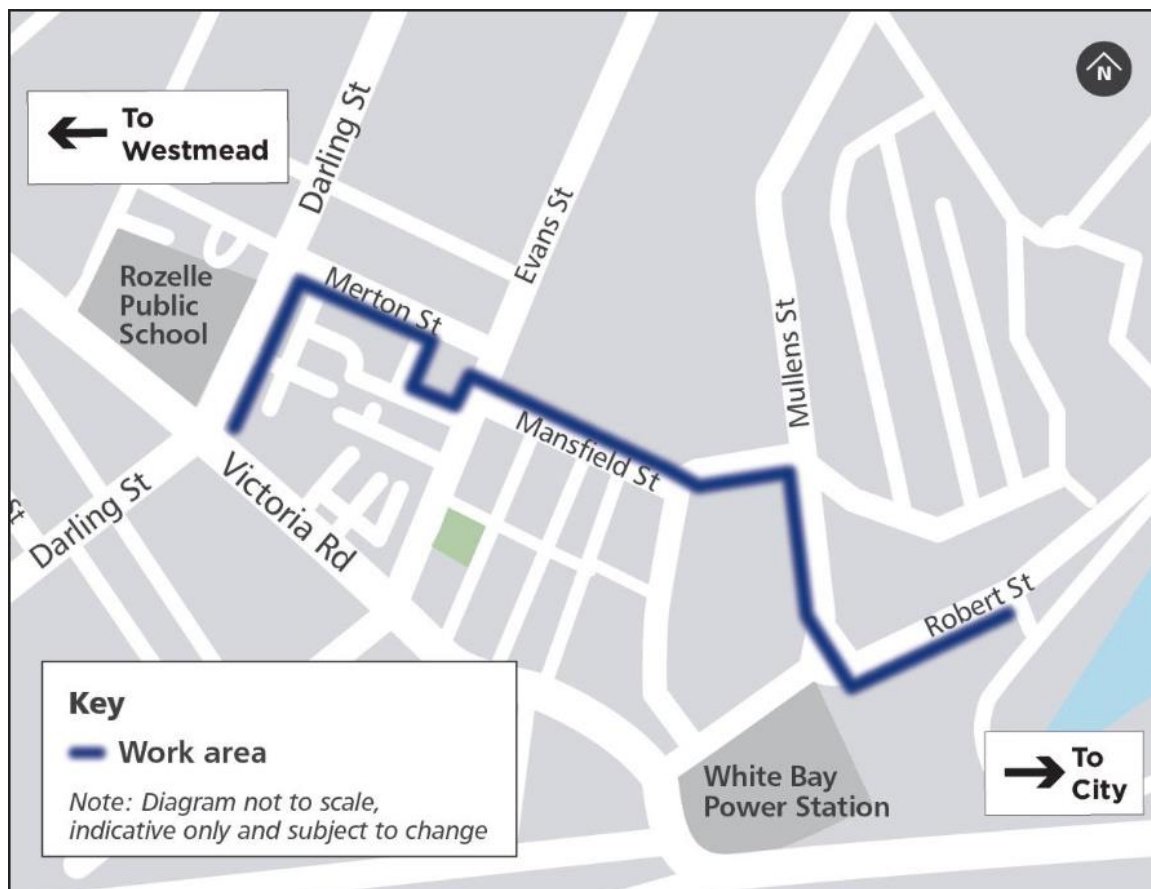 N
To
Westmead
Darling St
Evans St
Rozelle
Public
School
Merton St
Mullens St
Mansfield St
Victoria Rd
Darling St
St
Robert St
Key
Work area
Note: Diagram not to scale,
indicative only and subject to change
White Bay
Power Station
To
City